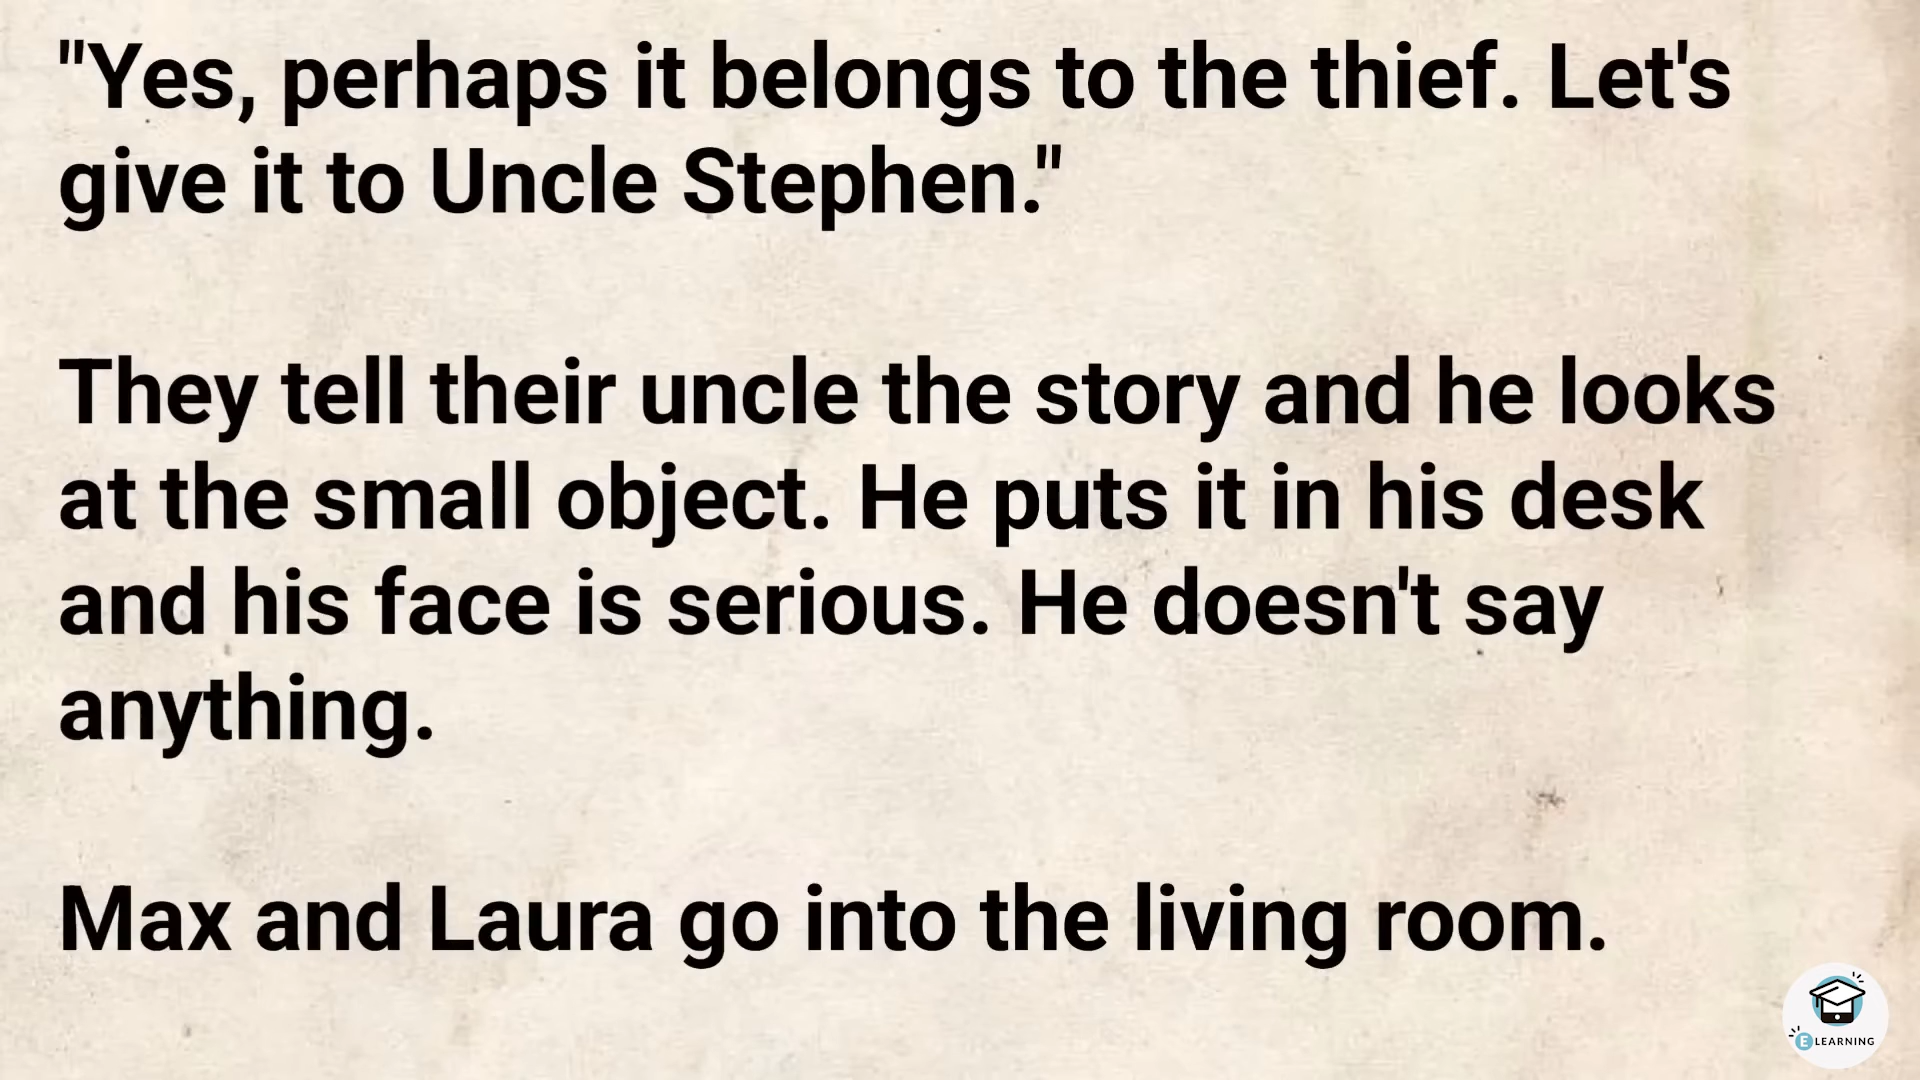 "Yes, perhaps it belongs to the thief. Let's
give it to Uncle Stephen."
They tell their uncle the story and he looks
at the small object. He puts it in his desk
and his face is serious. He doesn't say
anything.
Max and Laura go into the living room.
E LEARNING